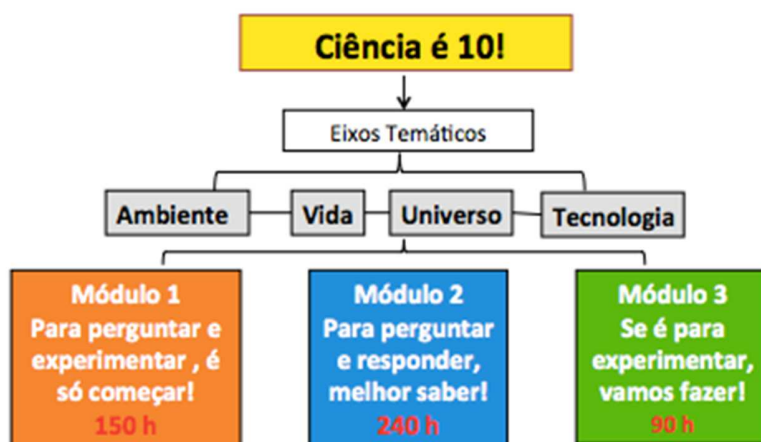 Ciência é 10!
Eixos Temáticos
Ambiente
Vida
Universo
Tecnologia
Módulo 1
Para perguntar e
experimentar , é
só começar!
150 h
Módulo 2
Para perguntar
e responder,
melhor saber!
240 h
Módulo 3
Se é para
experimentar,
vamos fazer!
90 h